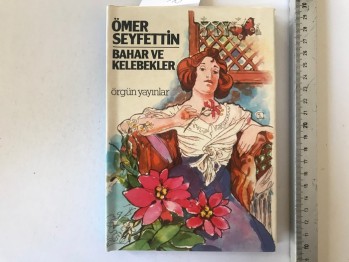 ÖMER
SEYFETTİN
BAHAR VE
KELEBEKLER
örgün yayınlar